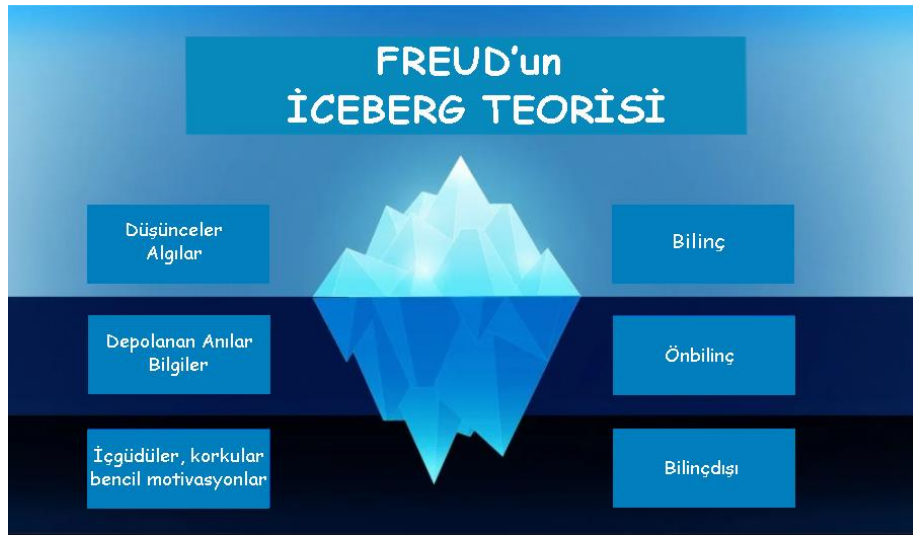 FREUD'un
İCEBERG TEORİSİ
Düşünceler
Algılar
Bilinç
Depolanan Anılar
Bilgiler
Önbilinç
İçgüdüler, korkular
bencil motivasyonlar
Bilinçdışı